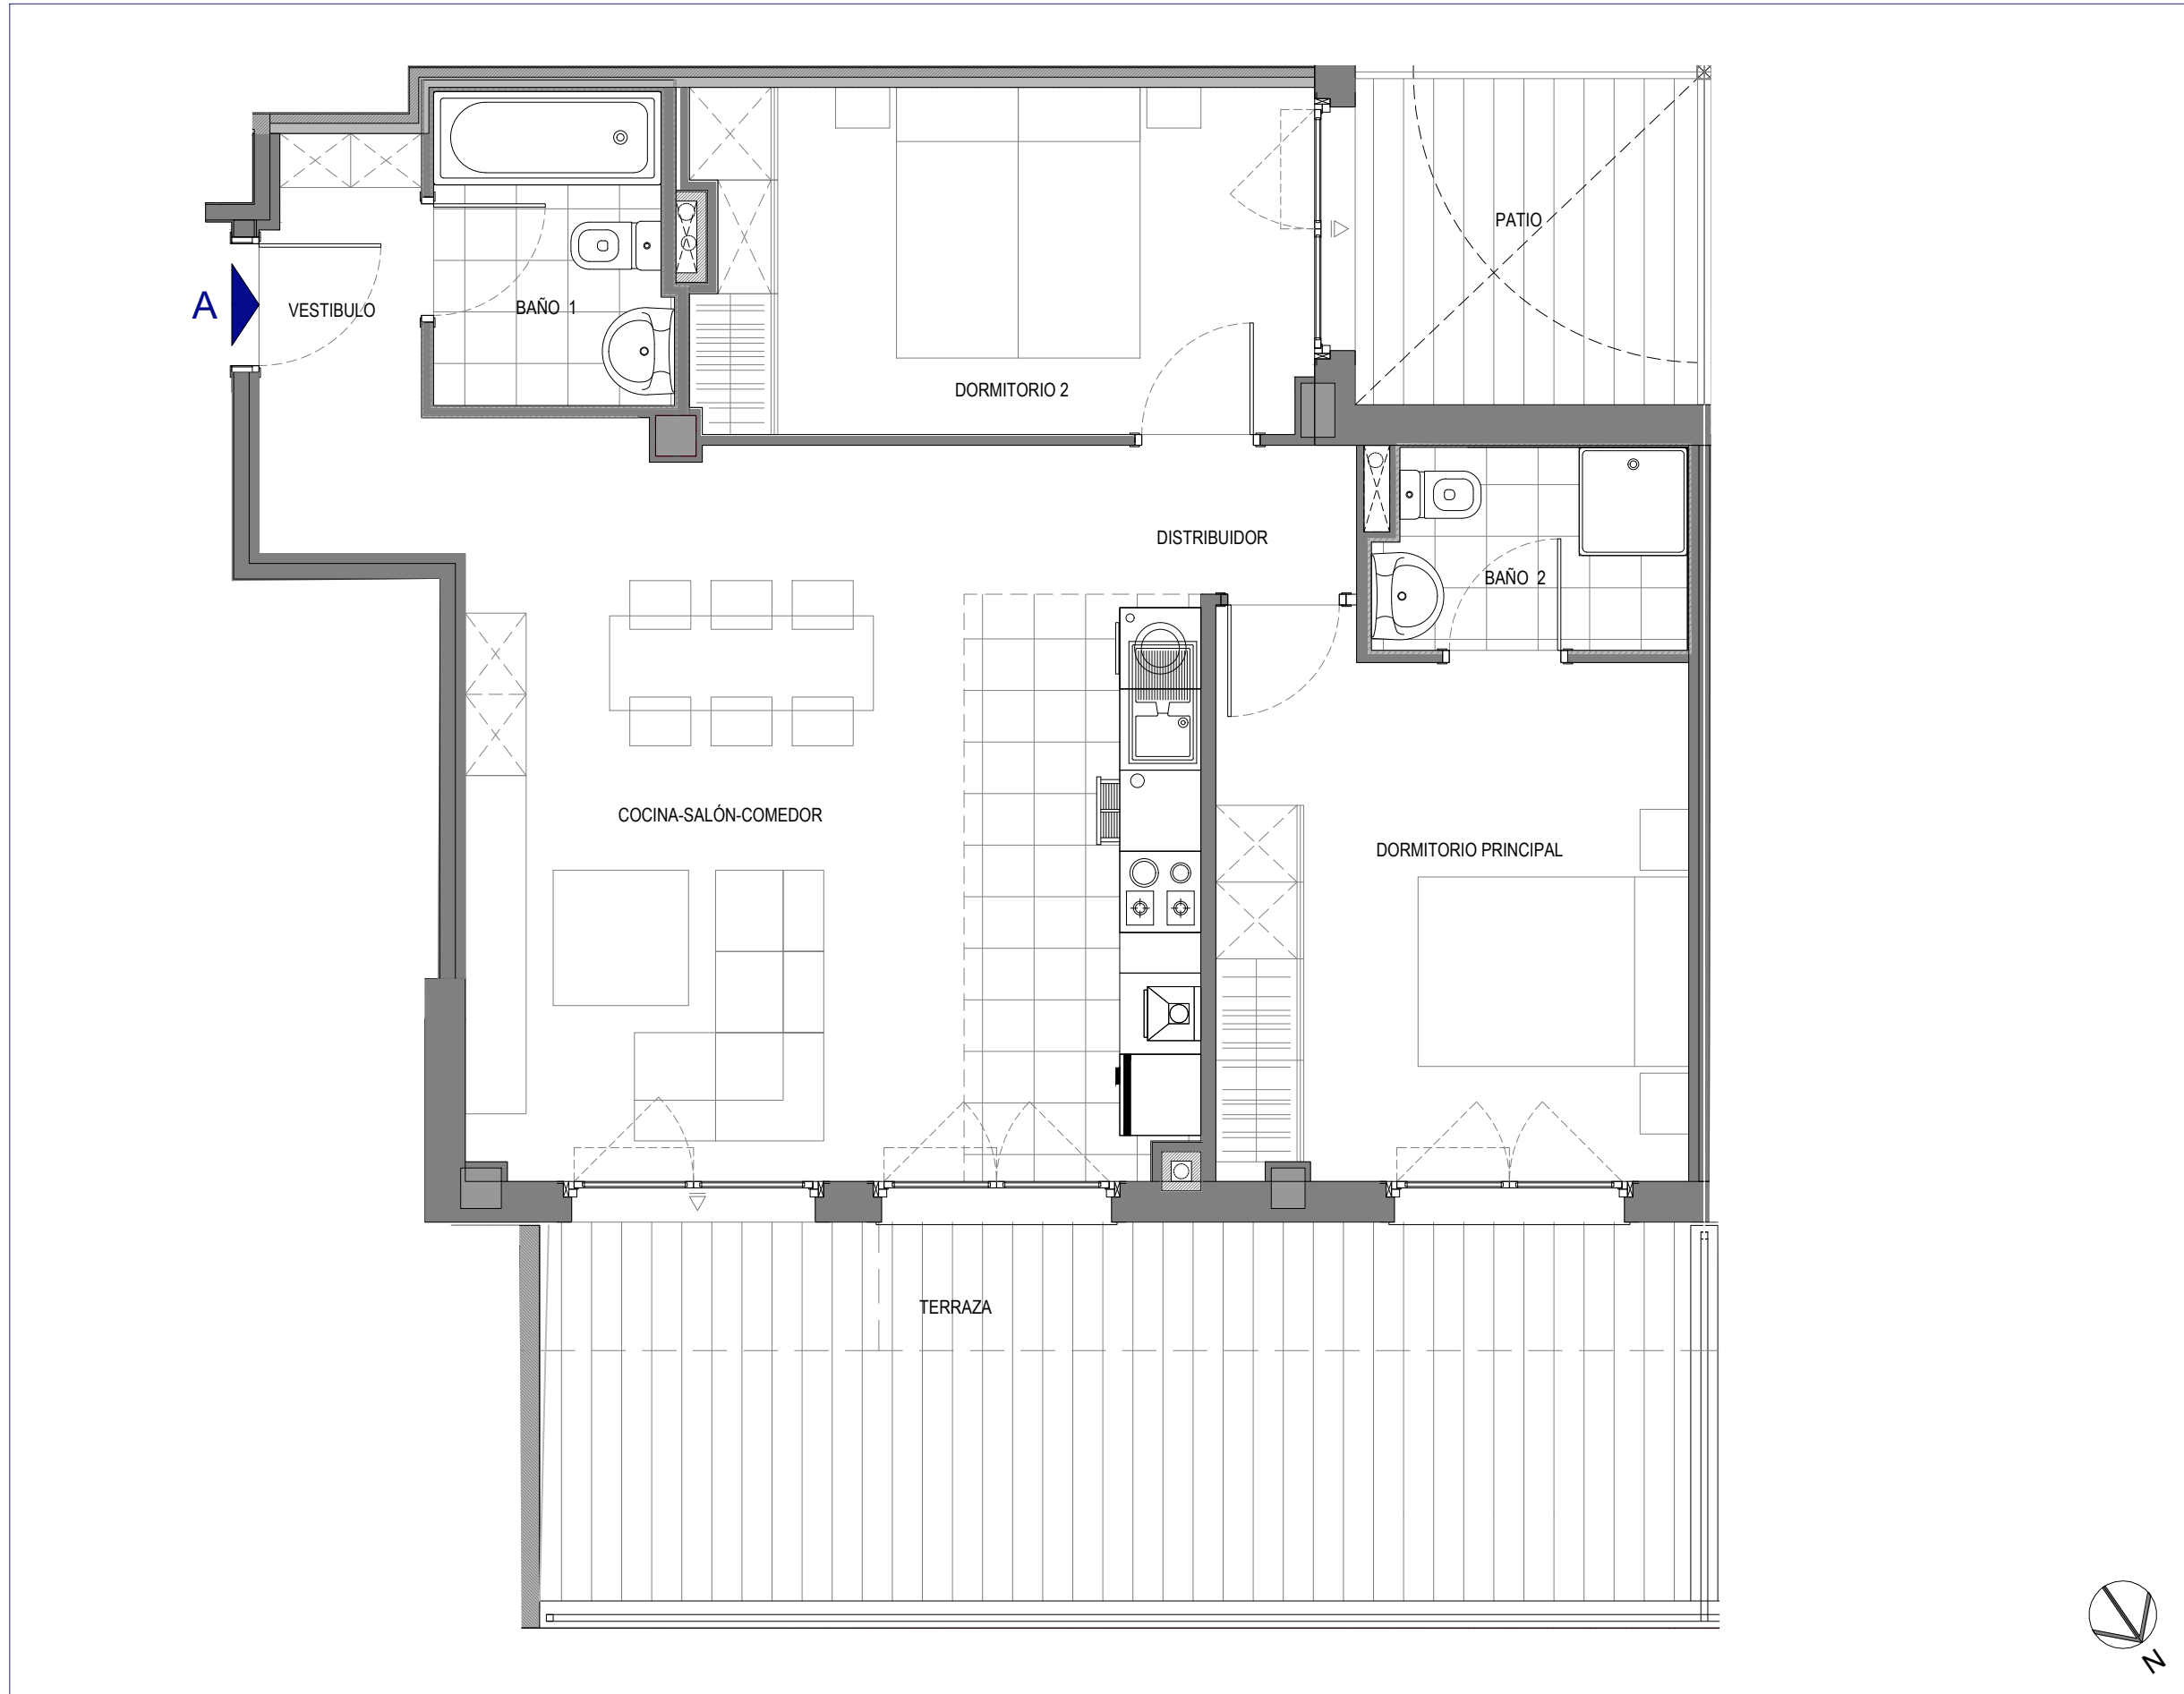 PATIO
A
VESTIBULO
BAÑO 1
DORMITORIO 2
DISTRIBUIDOR
BAÑO 2
COCINA-SALÓN-COMEDOR
DORMITORIO PRINCIPAL
TERRAZA
N